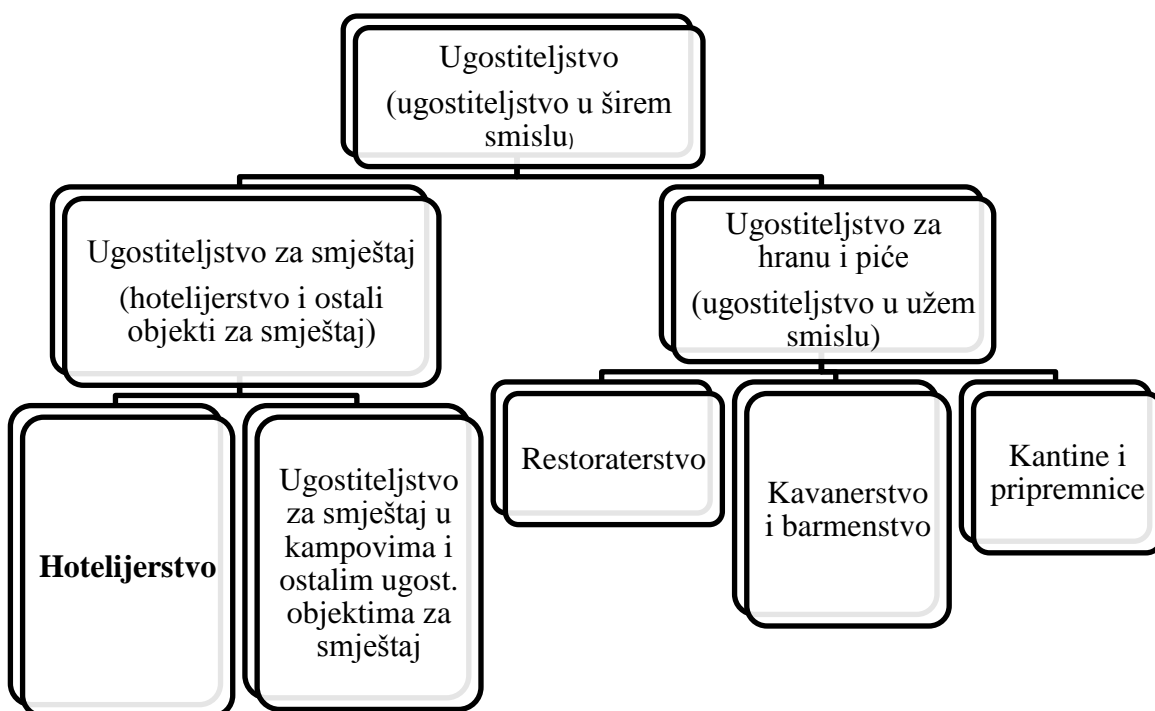 Ugostiteljstvo
(ugostiteljstvo u širem
smislu)
Ugostiteljstvo za smještaj
(hotelijerstvo i ostali
objekti za smještaj)
Ugostiteljstvo za
hranu i piće
(ugostiteljstvo u užem
smislu)
Hotelijerstvo
Ugostiteljstvo
za smještaj u
kampovima i
ostalim ugost.
objektima za
smještaj
Restoraterstvo
Kavanerstvo
i barmenstvo
Kantine i
pripremnice